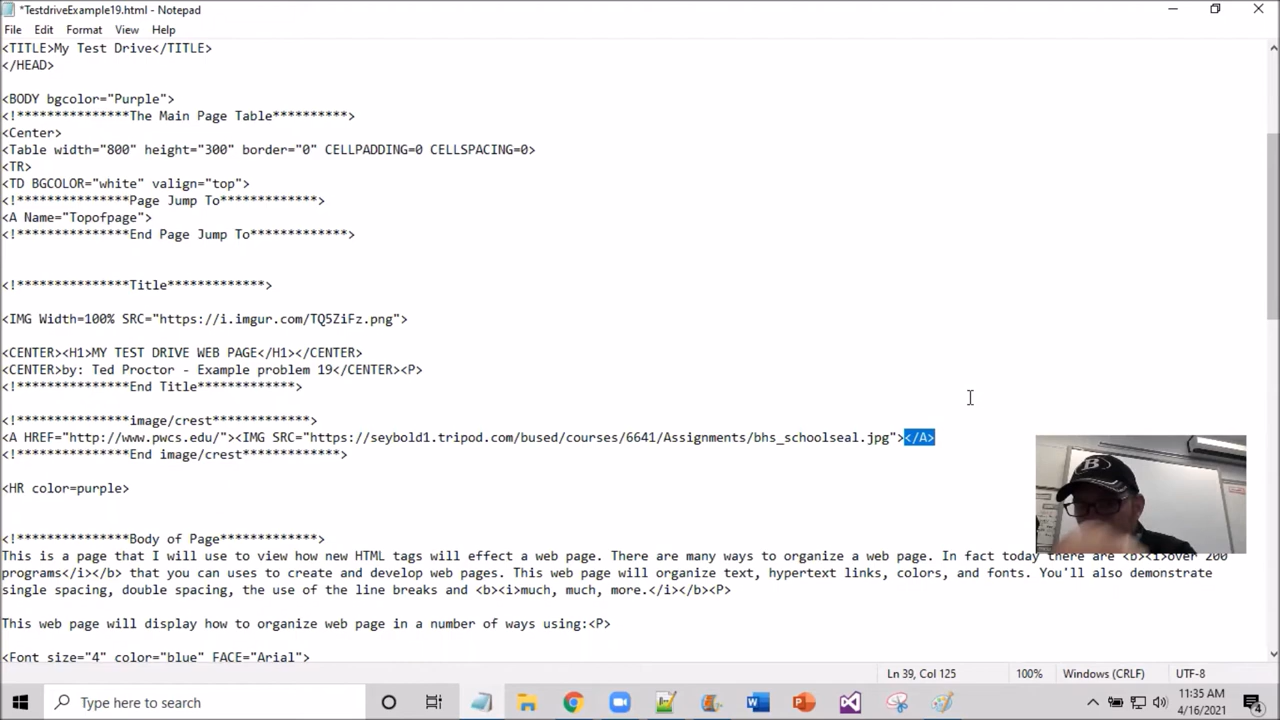 *TestdriveExample19.html - Notepad
File Edit Format View Help
<TITLE>My Test Drive</TITLE>
</HEAD>
<BODY bgcolor="Purple">
<!***************The Main Page Table**********>
<Center>
<Table width="800" height="300" border="0" CELLPADDING=0 CELLSPACING=0>
<TR>
<TD BGCOLOR="white" valign="top">
<!***************Page Jump To*************>
<A Name="Topofpage">
<!***************End Page Jump To*************>
<!***************Title*************>
<IMG Width=100% SRC="https://i.imgur.com/TQ5ZiFz.png">
<CENTER><H1>MY TEST DRIVE WEB PAGE</H1></CENTER>
<CENTER>by: Ted Proctor - Example problem 19</CENTER><P>
<!***************End Title*************>
<!***************image/crest*************>
<A HREF="http://www.pwcs.edu/"><IMG SRC="https://seybold1.tripod.com/bused/courses/6641/Assignments/bhs_schoolseal.jpg"></A>
<!***************End image/crest*************>
<HR color=purple>
<!***************Body of Page*************>
This is a page that I will use to view how new HTML tags will effect a web page. There are many ways to organize a web page. In fact today there are <b><i>over 200
programs</i></b> that you can uses to create and develop web pages. This web page will organize text, hypertext links, colors, and fonts. You'll also demonstrate
single spacing, double spacing, the use of the line breaks and <b><i>much, much, more.</i></b><P>
This web page will display how to organize web page in a number of ways using:<P>
<Font size="4" color="blue" FACE="Arial">
B
Ln 39, Col 125 100% Windows (CRLF) UTF-8
Type here to search
11:35 AM
4/16/2021
4